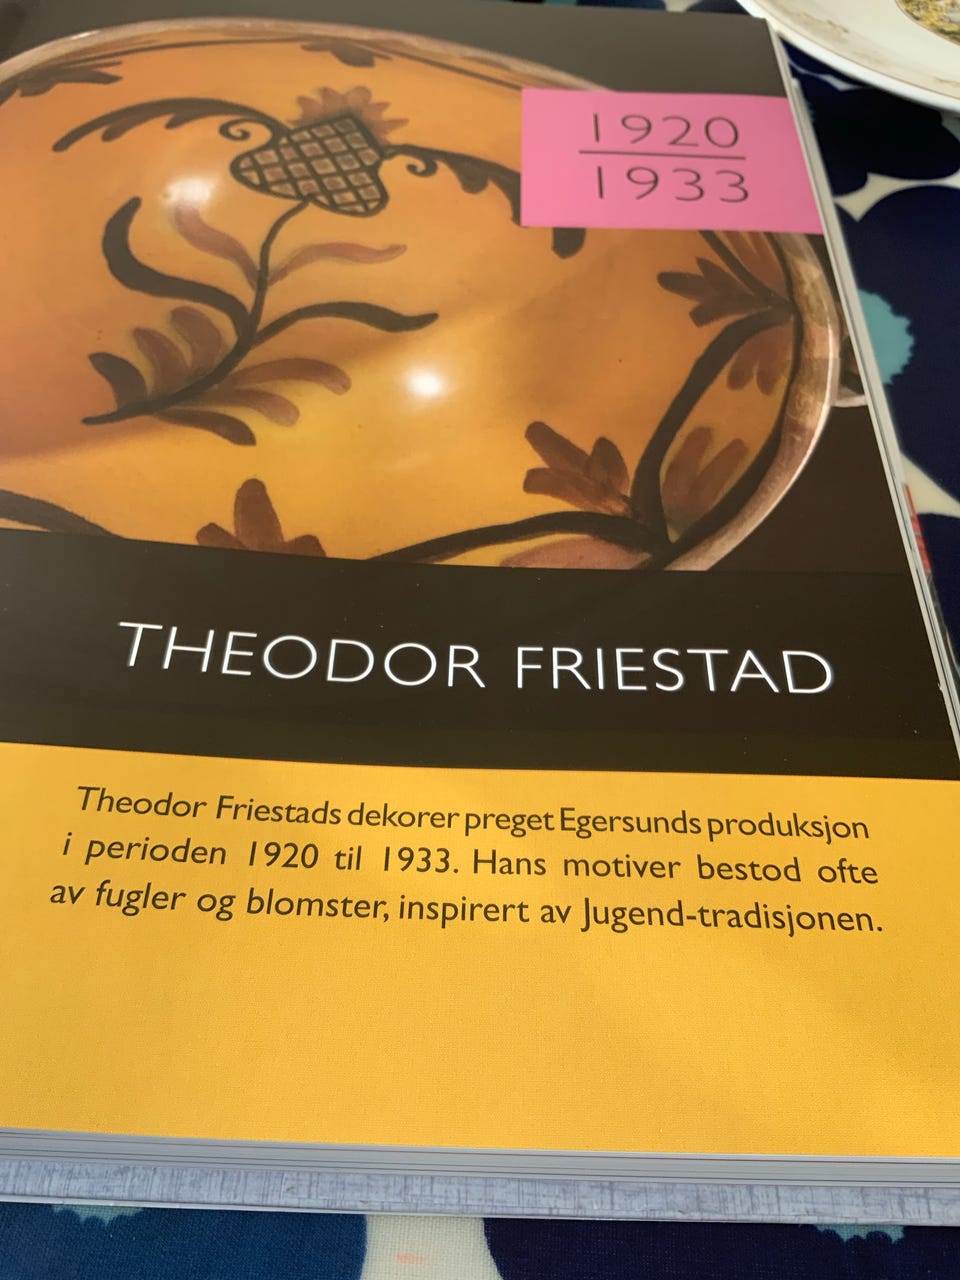 1920
1933
THEODOR FRIESTAD
Theodor Friestads dekorer preget Egersunds produksjon
i perioden 1920 til 1933. Hans motiver bestod ofte
av fugler og blomster, inspirert av Jugend-tradisjonen.